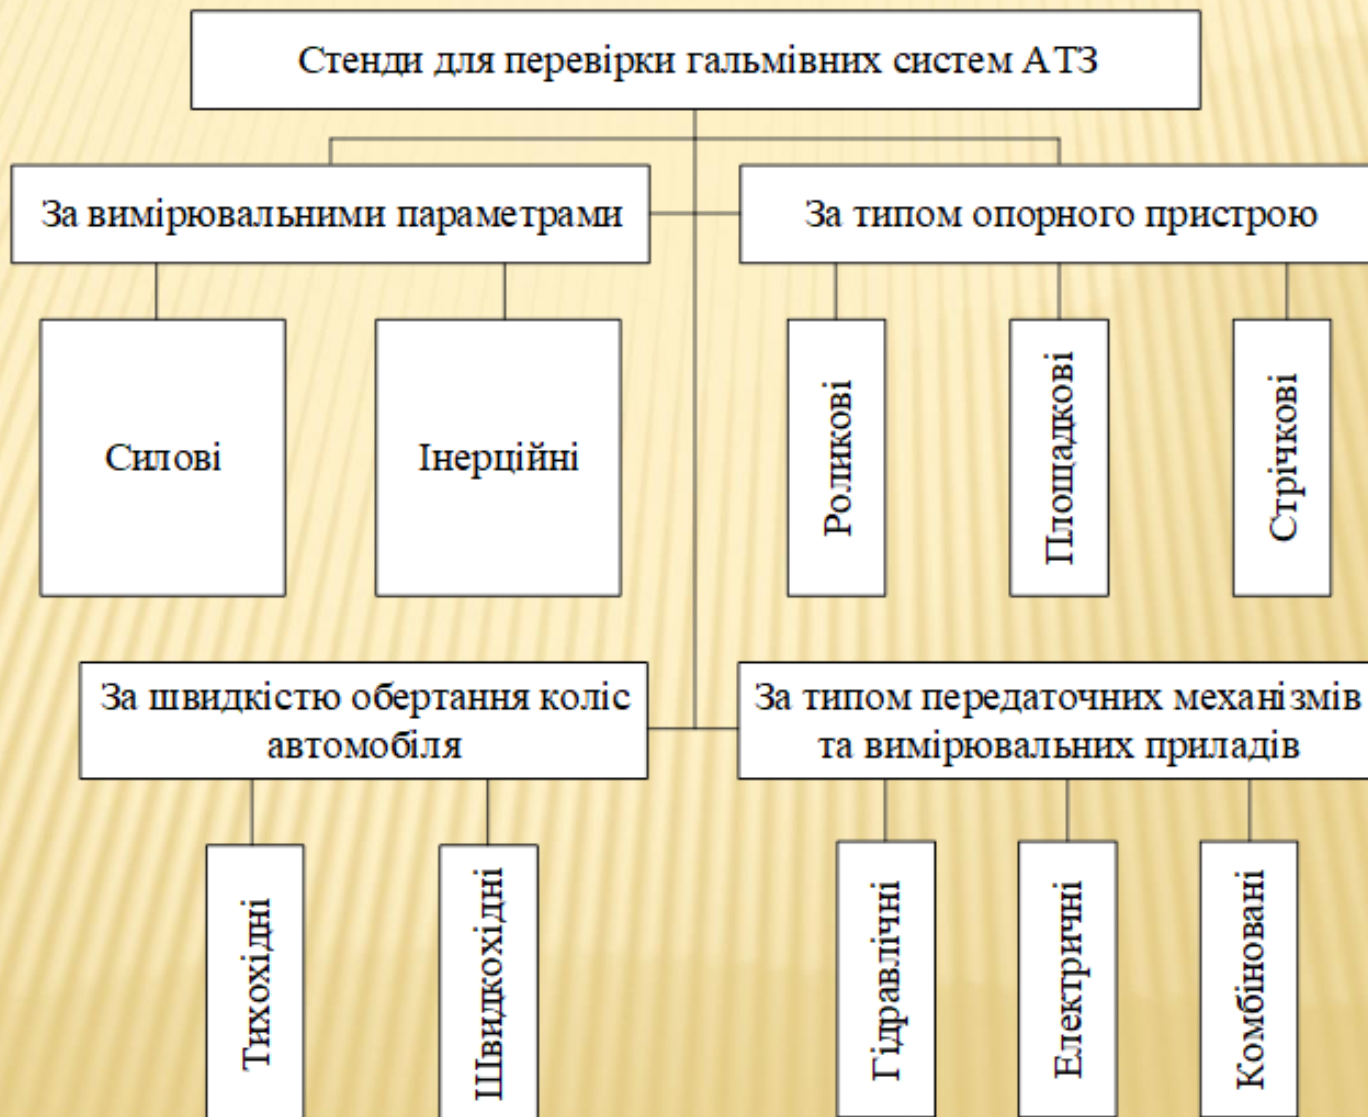 Стенди для перевірки гальмівних систем АТЗ
За вимірювальними параметрами
За типом опорного пристрою
Силові
Інерційні
Роликові
Площадкові
Стрічкові
За швидкістю обертання коліс
автомобіля
За типом передаточних механізмів
та вимірювальних приладів
Тихохідні
Швидкохідні
Гідравлічні
Електричні
Комбіновані